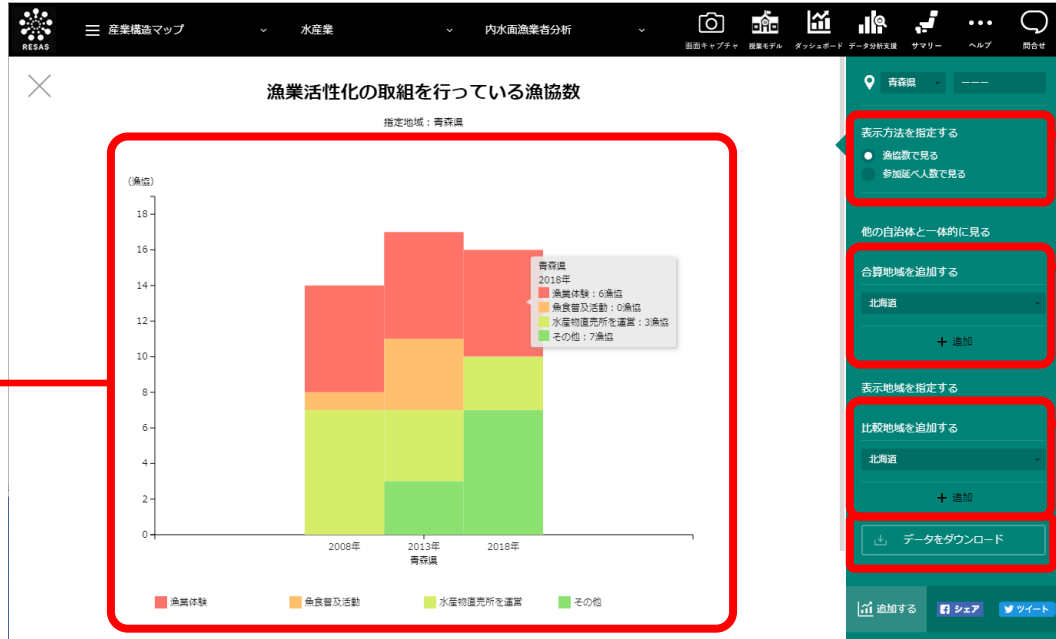 RESAS
産業構造マップ
水産業
内水面漁業者分析
画面キャプチャ
授業モデル
ダッシュボード
データ分析支援
サマリー
ヘルプ
問合せ
漁業活性化の取組を行っている漁協数
指定地域：青森県
(漁協)
18
16
14
12
10
8
6
4
2
0
青森県
2018年
漁業体験：6漁協
魚食普及活動：0漁協
水産物直売所を運営：3漁協
その他：7漁協
2008年
2013年
2018年
青森県
漁業体験
魚食普及活動
水産物直売所を運営
その他
青森県
---
表示方法を指定する
漁協数で見る
参加延べ人数で見る
他の自治体と一体的に見る
合算地域を追加する
北海道
+ 追加
表示地域を指定する
比較地域を追加する
北海道
+ 追加
データをダウンロード
追加する
シェア
ツイート